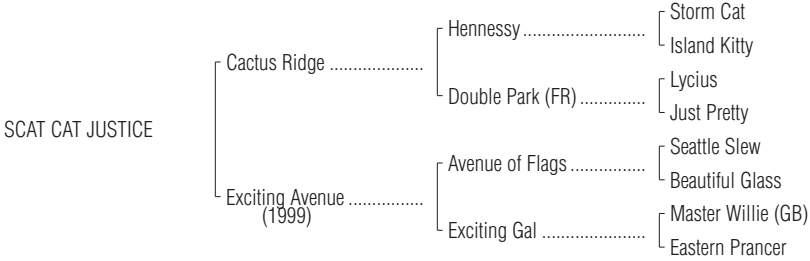 Storm Cat
Hennessy ..........................
Island Kitty
Cactus Ridge ....................
Lycius
Double Park (FR) ..............
Just Pretty
SCAT CAT JUSTICE
Seattle Slew
Avenue of Flags ................
Beautiful Glass
Exciting Avenue ................
(1999)
Master Willie (GB)
Exciting Gal ......................
Eastern Prancer